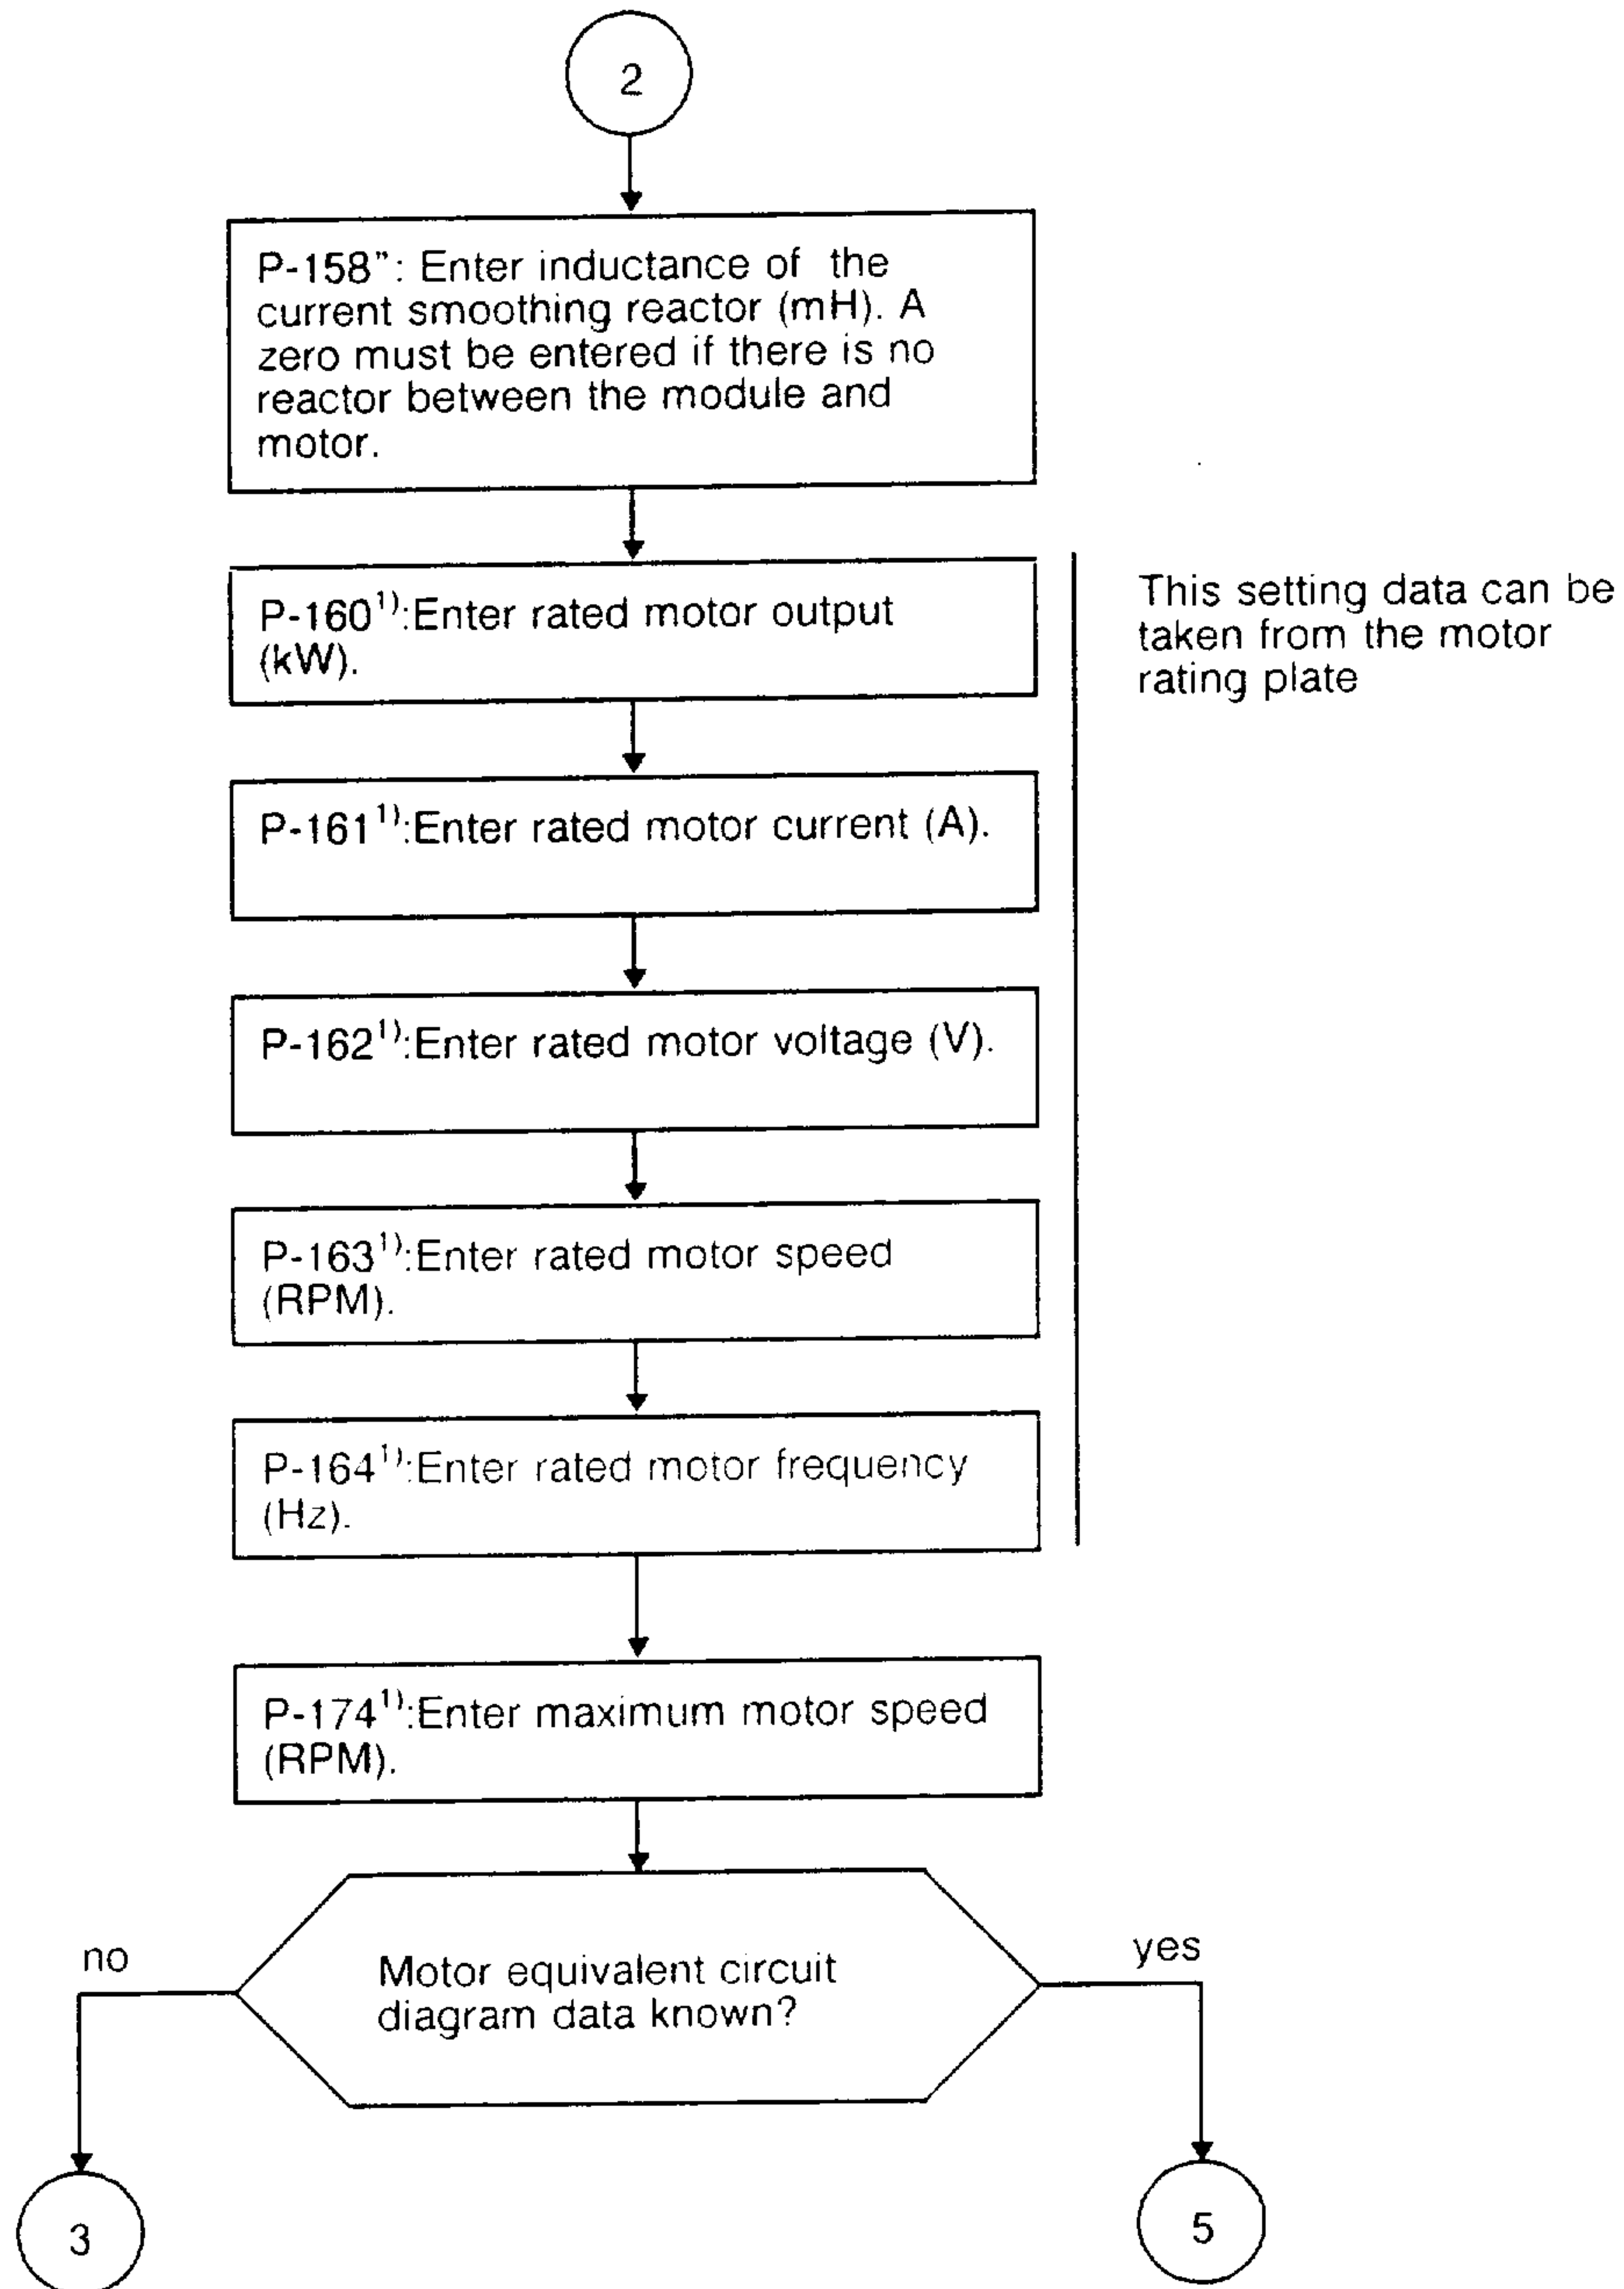 2
P-158": Enter inductance of the
current smoothing reactor (mH). A
zero must be entered if there is no
reactor between the module and
motor.
P-160¹⁾:Enter rated motor output
(kW).
This setting data can be
taken from the motor
rating plate
P-161¹⁾:Enter rated motor current (A).
P-162¹⁾:Enter rated motor voltage (V).
P-163¹⁾:Enter rated motor speed
(RPM).
P-164¹⁾:Enter rated motor frequency
(Hz).
P-174¹⁾:Enter maximum motor speed
(RPM).
no
yes
Motor equivalent circuit
diagram data known?
3
5